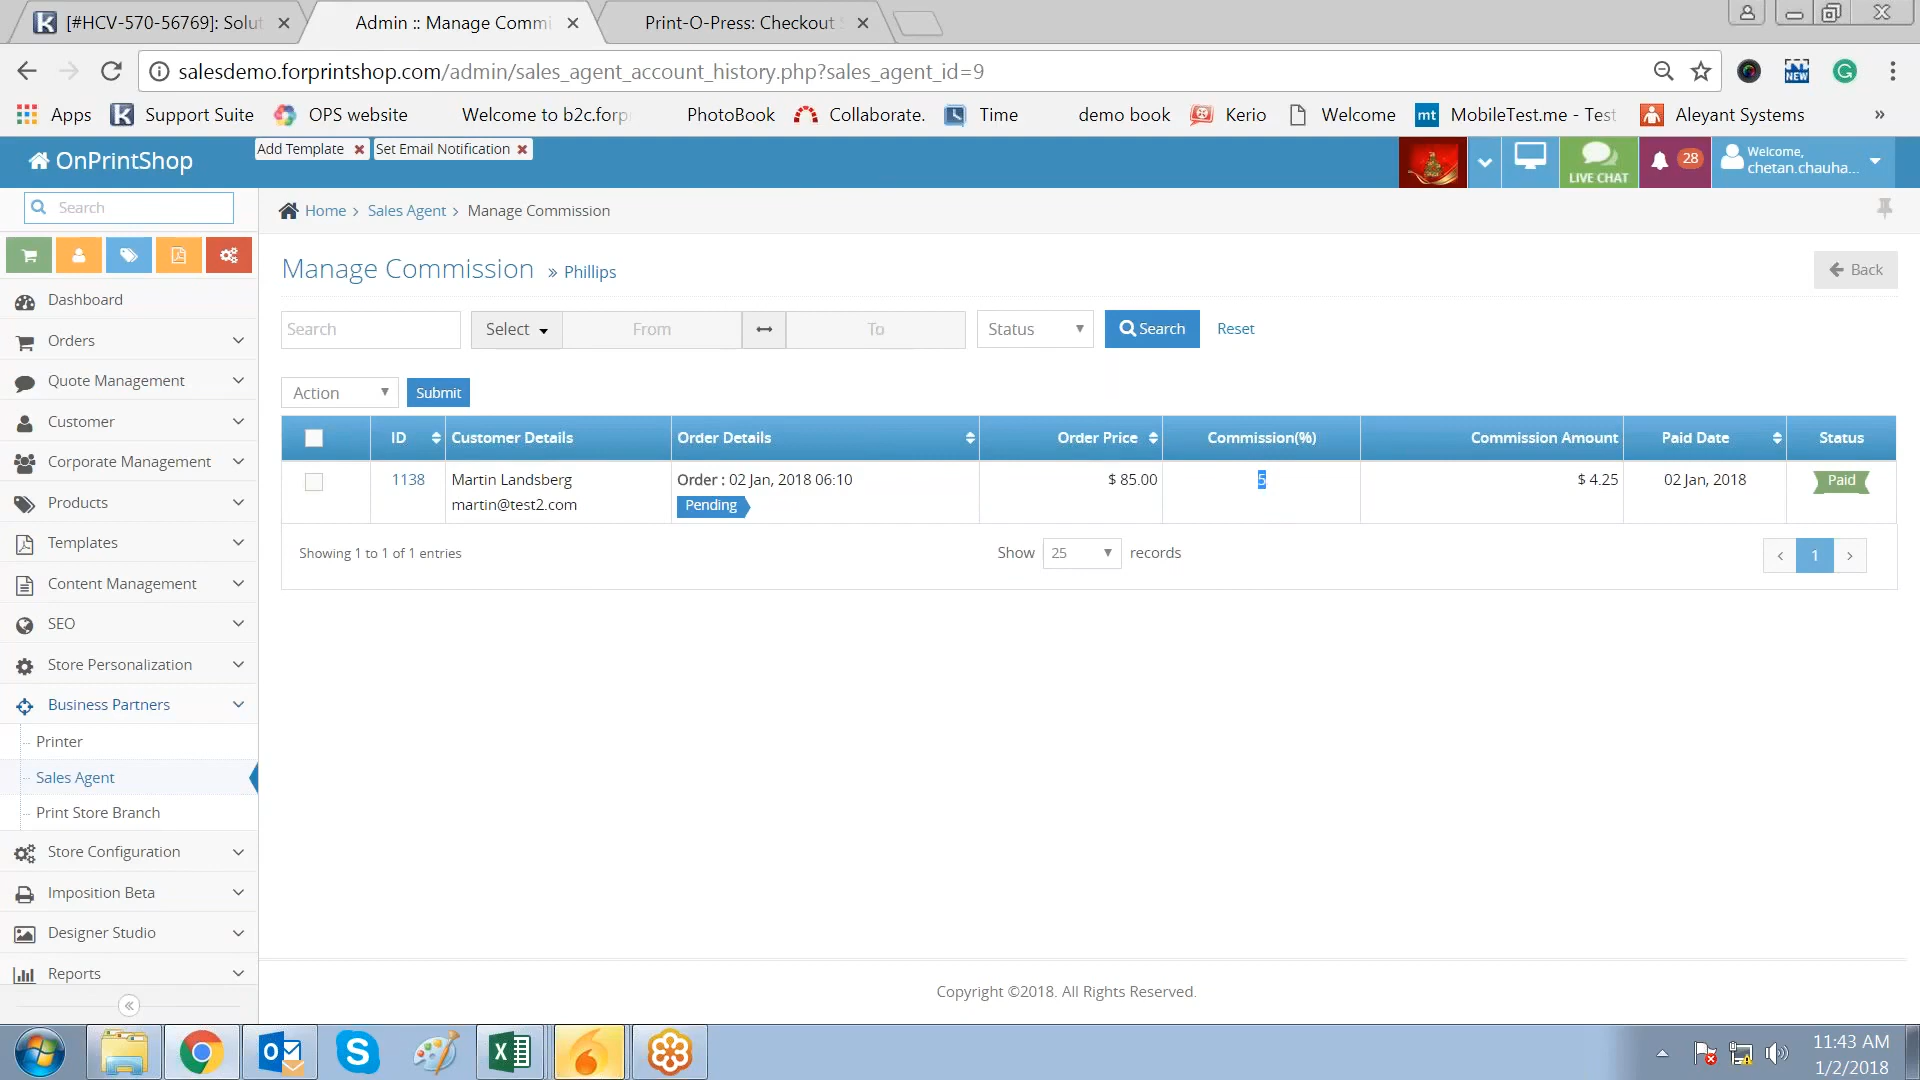 [#HCV-570-56769]: Solut
Admin :: Manage Commi
Print-O-Press: Checkout S
salesdemo.forprintshop.com/admin/sales_agent_account_history.php?sales_agent_id=9
NEW
Apps
Support Suite
OPS website
Welcome to b2c.forp
PhotoBook
Collaborate.
Time
demo book
Kerio
Welcome
mt
MobileTest.me - Test
Aleyant Systems
»
OnPrintShop
Add Template
Set Email Notification
LIVE CHAT
28
Welcome,
chetan.chauha...
Search
Home > Sales Agent > Manage Commission
Dashboard
Orders
Quote Management
Customer
Corporate Management
Products
Templates
Content Management
SEO
Store Personalization
Business Partners
Printer
Sales Agent
Print Store Branch
Store Configuration
Imposition Beta
Designer Studio
Reports
«
Manage Commission » Phillips
Back
Search
Select
From
To
Status
Search
Reset
Action
Submit
ID
Customer Details
Order Details
Order Price
Commission(%)
Commission Amount
Paid Date
Status
1138
Martin Landsberg
martin@test2.com
Order : 02 Jan, 2018 06:10
Pending
$ 85.00
5
$ 4.25
02 Jan, 2018
Paid
Showing 1 to 1 of 1 entries
Show 25 records
‹ 1 ›
Copyright ©2018. All Rights Reserved.
11:43 AM
1/2/2018